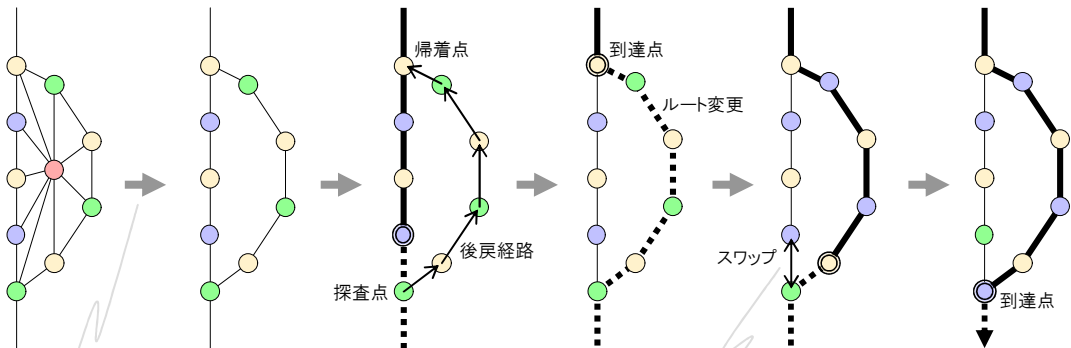 帰着点
後戻経路
探査点
到達点
ルート変更
スワップ
到達点